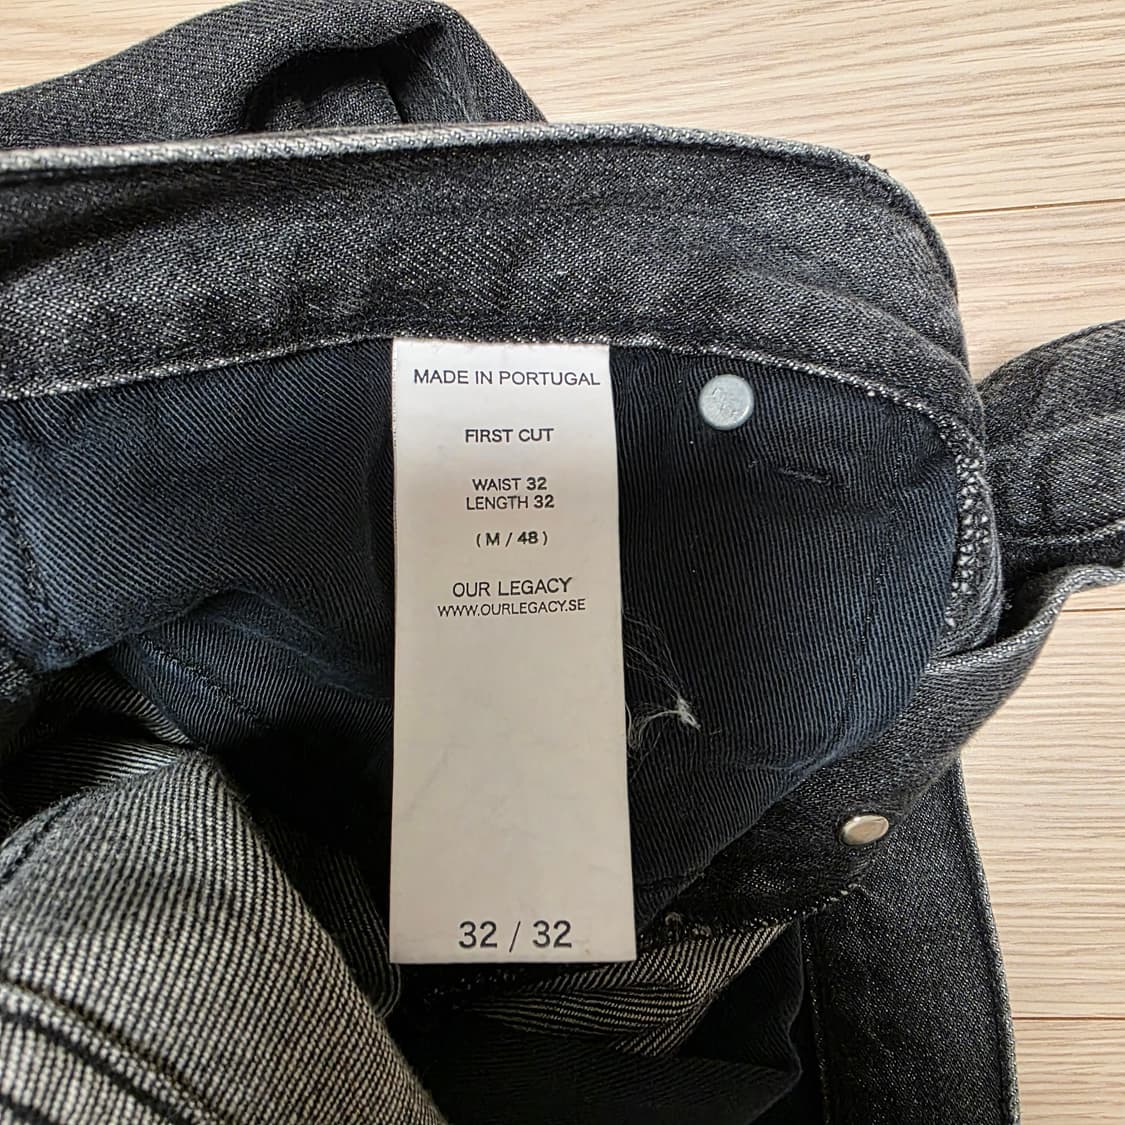 MADE IN PORTUGAL
FIRST CUT
WAIST 32
LENGTH 32
( M / 48 )
OUR LEGACY
WWW.OURLEGACY.SE
32 / 32